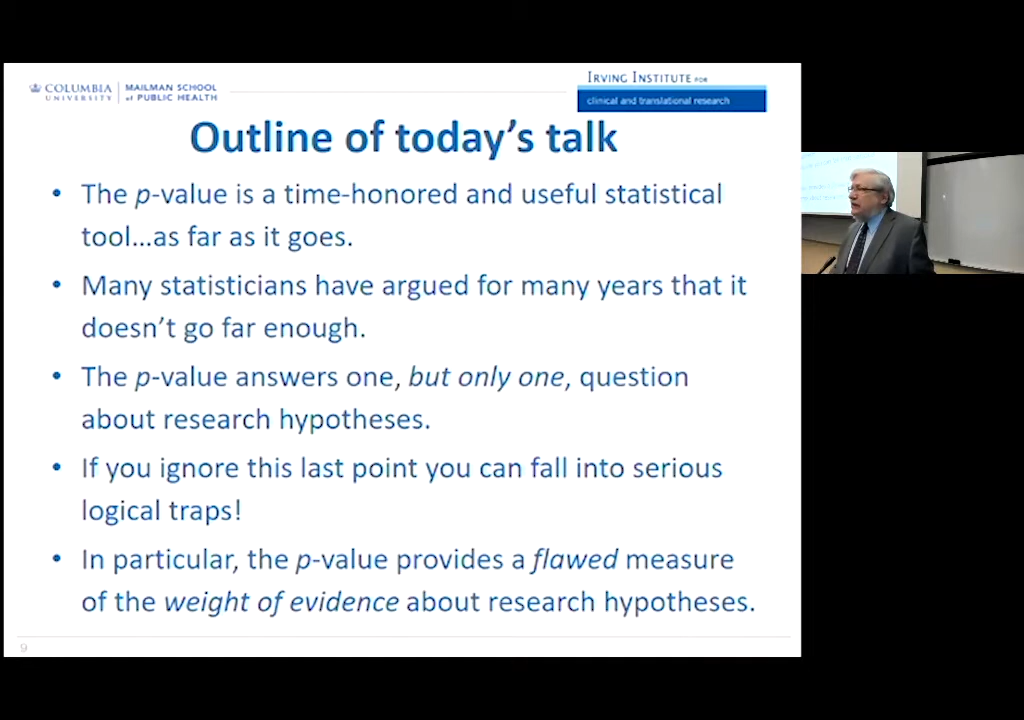 COLUMBIA
UNIVERSITY
MAILMAN SCHOOL
of PUBLIC HEALTH
IRVING INSTITUTE FOR
clinical and translational research
Outline of today's talk
• The p-value is a time-honored and useful statistical
tool...as far as it goes.
• Many statisticians have argued for many years that it
doesn't go far enough.
• The p-value answers one, but only one, question
about research hypotheses.
• If you ignore this last point you can fall into serious
logical traps!
• In particular, the p-value provides a flawed measure
of the weight of evidence about research hypotheses.
9